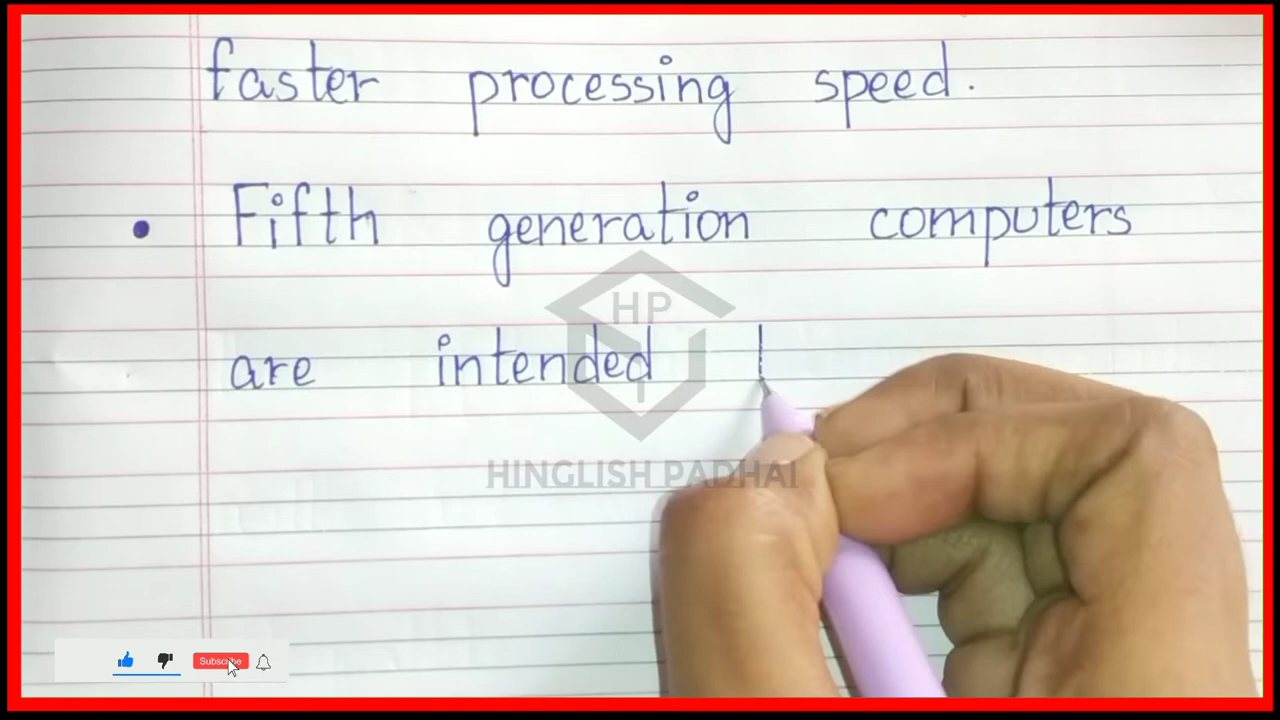 faster processing speed.
• Fifth generation computers
are intended
HP
HINGLISH PADHAI
Subscribe